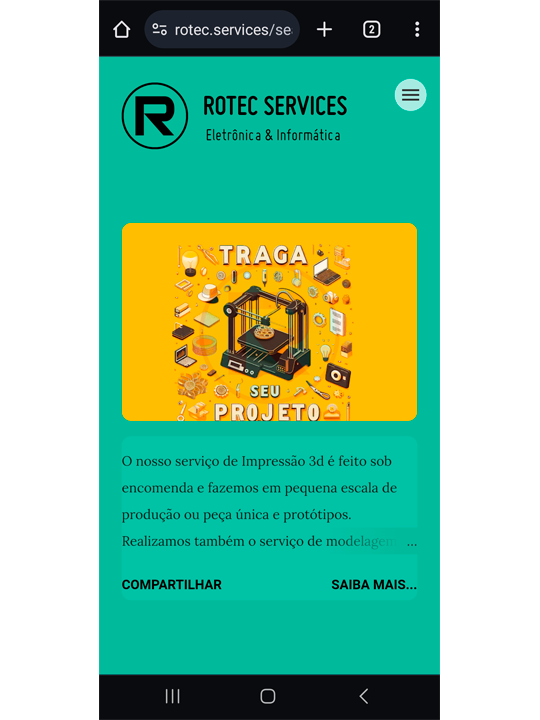 rotec.services/se
2
R
ROTEC SERVICES
Eletrônica & Informática
TRAGA
SEU
PROJETO
O nosso serviço de Impressão 3d é feito sob
encomenda e fazemos em pequena escala de
produção ou peça única e protótipos.
Realizamos também o serviço de modelagen ...
COMPARTILHAR
SAIBA MAIS...